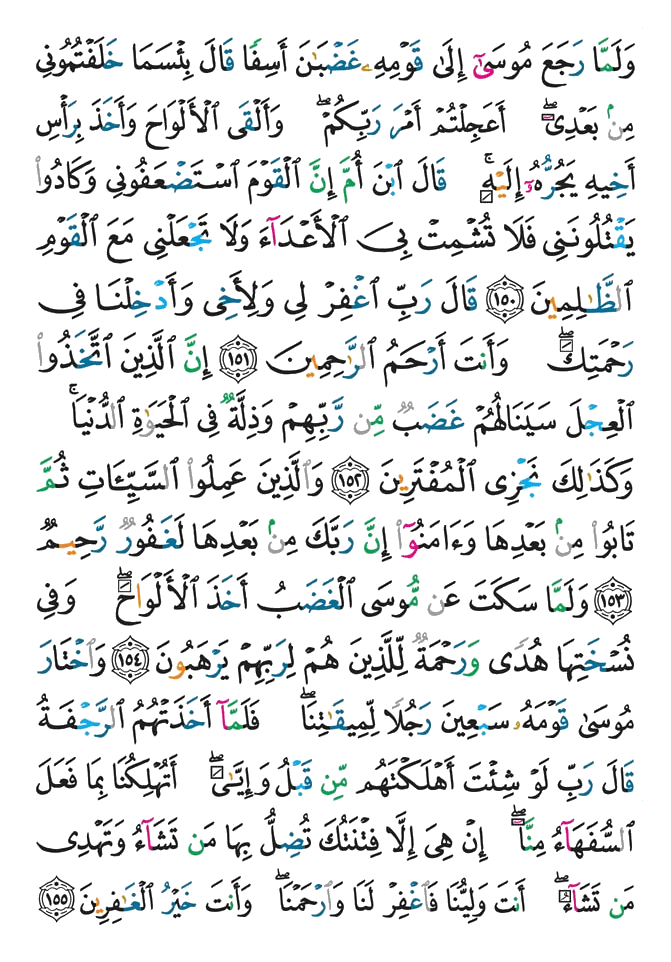 وَلَمَّا رَجَعَ مُوسَىٰٓ إِلَىٰ قَوْمِهِۦ غَضْبَٰنَ أَسِفًا قَالَ بِئْسَمَا خَلَفْتُمُونِى
مِنۢ بَعْدِىٓ ۖ أَعَجِلْتُمْ أَمْرَ رَبِّكُمْ ۖ وَأَلْقَى ٱلْأَلْوَاحَ وَأَخَذَ بِرَأْسِ
أَخِيهِ يَجُرُّهُۥٓ إِلَيْهِ ۚ قَالَ ٱبْنَ أُمَّ إِنَّ ٱلْقَوْمَ ٱسْتَضْعَفُونِى وَكَادُوا۟
يَقْتُلُونَنِى فَلَا تُشْمِتْ بِىَ ٱلْأَعْدَآءَ وَلَا تَجْعَلْنِى مَعَ ٱلْقَوْمِ
ٱلظَّٰلِمِينَ ١٥٠ قَالَ رَبِّ ٱغْفِرْ لِى وَلِأَخِى وَأَدْخِلْنَا فِى
رَحْمَتِكَ ۖ وَأَنتَ أَرْحَمُ ٱلرَّٰحِمِينَ ١٥١ إِنَّ ٱلَّذِينَ ٱتَّخَذُوا۟
ٱلْعِجْلَ سَيَنَالُهُمْ غَضَبٌ مِّن رَّبِّهِمْ وَذِلَّةٌ فِى ٱلْحَيَوٰةِ ٱلدُّنْيَا ۚ
وَكَذَٰلِكَ نَجْزِى ٱلْمُفْتَرِينَ ١٥٢ وَٱلَّذِينَ عَمِلُوا۟ ٱلسَّيِّـَٔاتِ ثُمَّ
تَابُوا۟ مِنۢ بَعْدِهَا وَءَامَنُوٓا۟ إِنَّ رَبَّكَ مِنۢ بَعْدِهَا لَغَفُورٌ رَّحِيمٌ
١٥٣ وَلَمَّا سَكَتَ عَن مُّوسَى ٱلْغَضَبُ أَخَذَ ٱلْأَلْوَاحَ ۖ وَفِى
نُسْخَتِهَا هُدًى وَرَحْمَةٌ لِّلَّذِينَ هُمْ لِرَبِّهِمْ يَرْهَبُونَ ١٥٤ وَٱخْتَارَ
مُوسَىٰ قَوْمَهُۥ سَبْعِينَ رَجُلًا لِّمِيقَٰتِنَا ۖ فَلَمَّآ أَخَذَتْهُمُ ٱلرَّجْفَةُ
قَالَ رَبِّ لَوْ شِئْتَ أَهْلَكْتَهُم مِّن قَبْلُ وَإِيَّٰىَ ۖ أَتُهْلِكُنَا بِمَا فَعَلَ
ٱلسُّفَهَآءُ مِنَّآ ۖ إِنْ هِىَ إِلَّا فِتْنَتُكَ تُضِلُّ بِهَا مَن تَشَآءُ وَتَهْدِى
مَن تَشَآءُ ۖ أَنتَ وَلِيُّنَا فَٱغْفِرْ لَنَا وَٱرْحَمْنَا ۖ وَأَنتَ خَيْرُ ٱلْغَٰفِرِينَ ١٥٥